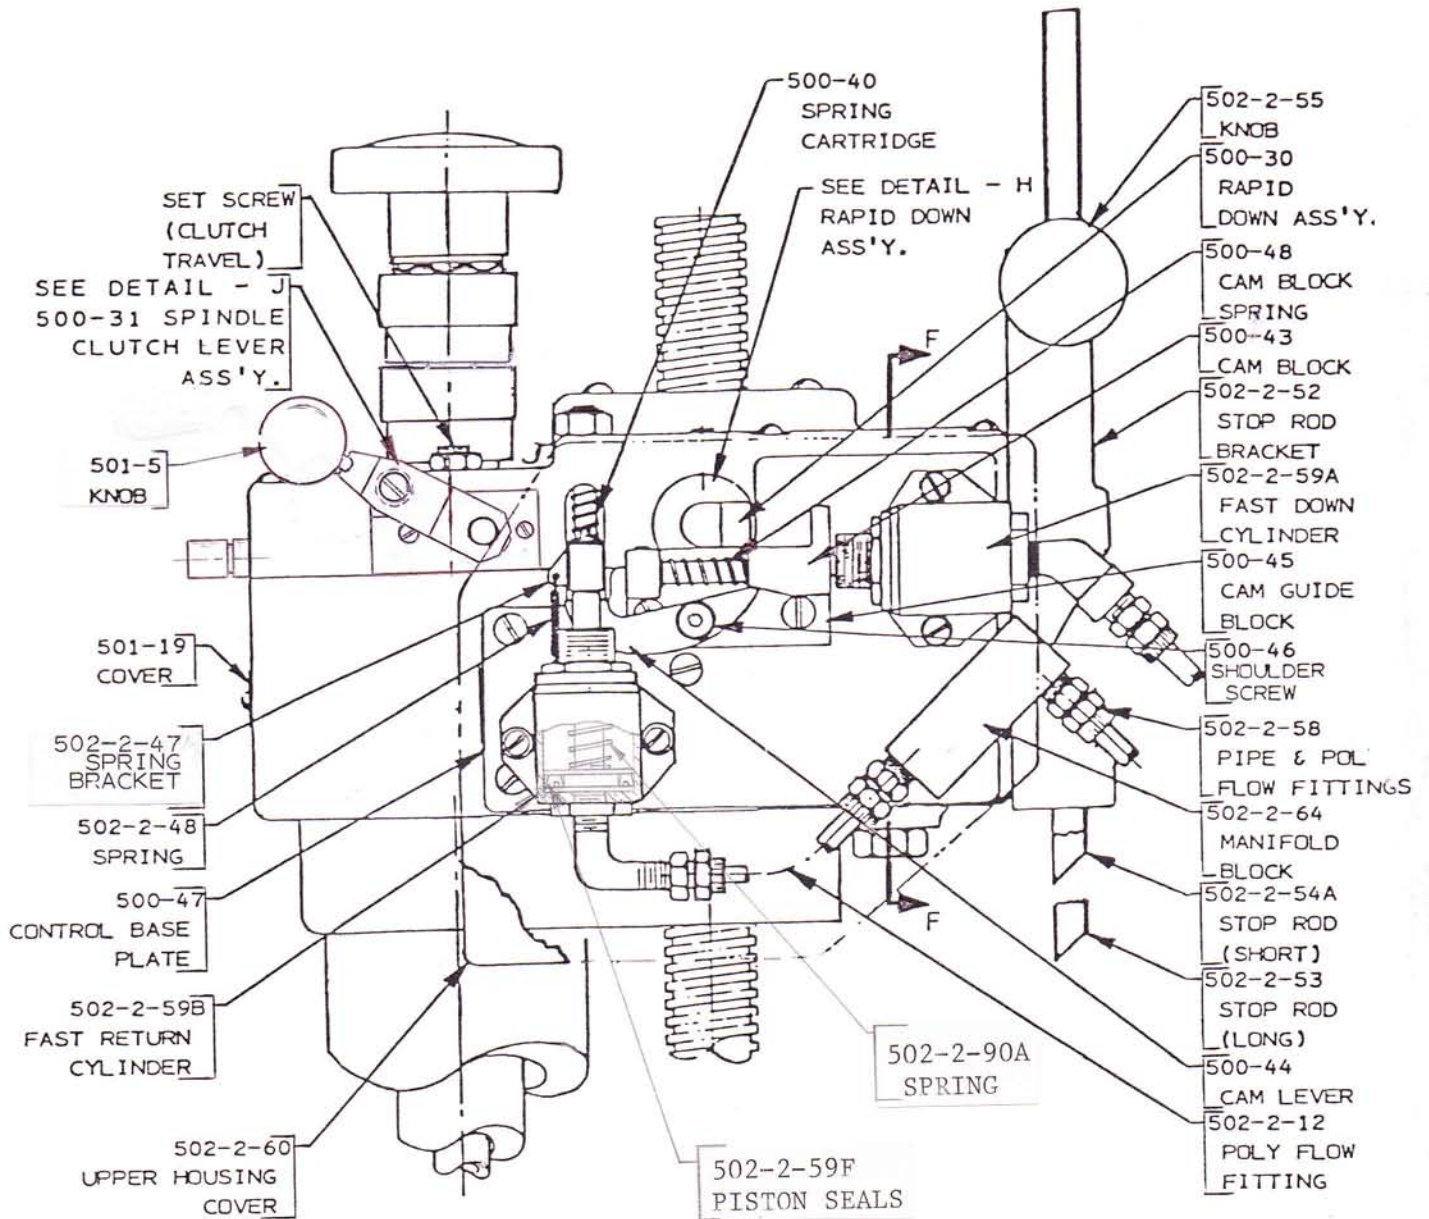 500-40
SPRING
CARTRIDGE
SEE DETAIL - H
RAPID DOWN
ASS'Y.
SET SCREW
(CLUTCH
TRAVEL)
SEE DETAIL - J
500-31 SPINDLE
CLUTCH LEVER
ASS'Y.
501-5
KNOB
501-19
COVER
502-2-47
SPRING
BRACKET
502-2-48
SPRING
500-47
CONTROL BASE
PLATE
502-2-59B
FAST RETURN
CYLINDER
502-2-60
UPPER HOUSING
COVER
502-2-59F
PISTON SEALS
502-2-90A
SPRING
F
F
502-2-55
KNOB
500-30
RAPID
DOWN ASS'Y.
500-48
CAM BLOCK
SPRING
500-43
CAM BLOCK
502-2-52
STOP ROD
BRACKET
502-2-59A
FAST DOWN
CYLINDER
500-45
CAM GUIDE
BLOCK
500-46
SHOULDER
SCREW
502-2-58
PIPE & POL
FLOW FITTINGS
502-2-64
MANIFOLD
BLOCK
502-2-54A
STOP ROD
(SHORT)
502-2-53
STOP ROD
(LONG)
500-44
CAM LEVER
502-2-12
POLY FLOW
FITTING